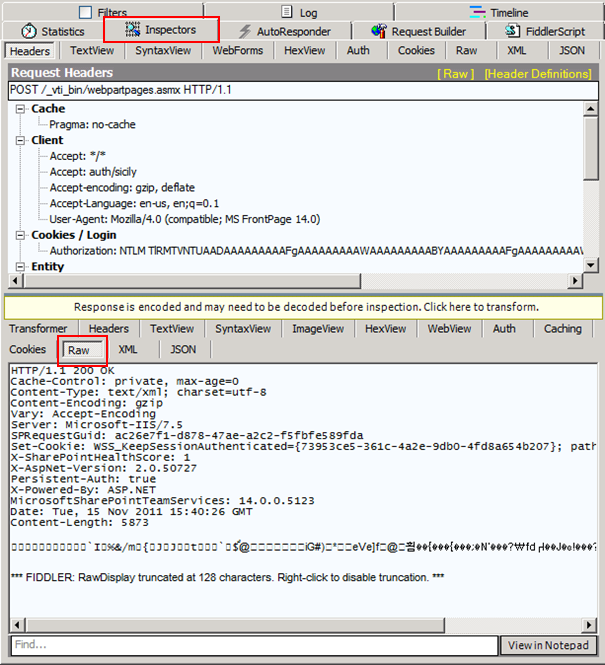 Filters Log Timeline
Statistics Inspectors AutoResponder Request Builder FiddlerScript
Headers TextView SyntaxView WebForms HexView Auth Cookies Raw XML JSON
Request Headers [ Raw ] [Header Definitions]
POST /_vti_bin/webpartpages.asmx HTTP/1.1
Cache
Pragma: no-cache
Client
Accept: */*
Accept: auth/sicily
Accept-encoding: gzip, deflate
Accept-Language: en-us, en;q=0.1
User-Agent: Mozilla/4.0 (compatible; MS FrontPage 14.0)
Cookies / Login
Entity
Response is encoded and may need to be decoded before inspection. Click here to transform.
Transformer Headers TextView SyntaxView ImageView HexView WebView Auth Caching
Cookies Raw XML JSON
HTTP/1.1 200 OK
Cache-Control: private, max-age=0
Content-Type: text/xml; charset=utf-8
Content-Encoding: gzip
Vary: Accept-Encoding
Server: Microsoft-IIS/7.5
SPRequestGuid: ac26e7f1-d878-47ae-a2c2-f5fbfe589fda
Set-Cookie: WSS_KeepSessionAuthenticated={73953ce5-361c-4a2e-9db0-4fd8a654b207}; path
X-SharePointHealthScore: 1
X-AspNet-Version: 2.0.50727
Persistent-Auth: true
X-Powered-By: ASP.NET
MicrosoftSharePointTeamServices: 14.0.0.5123
Date: Tue, 15 Nov 2011 15:40:26 GMT
Content-Length: 5873
*** FIDDLER: RawDisplay truncated at 128 characters. Right-click to disable truncation. ***
Find... View in Notepad